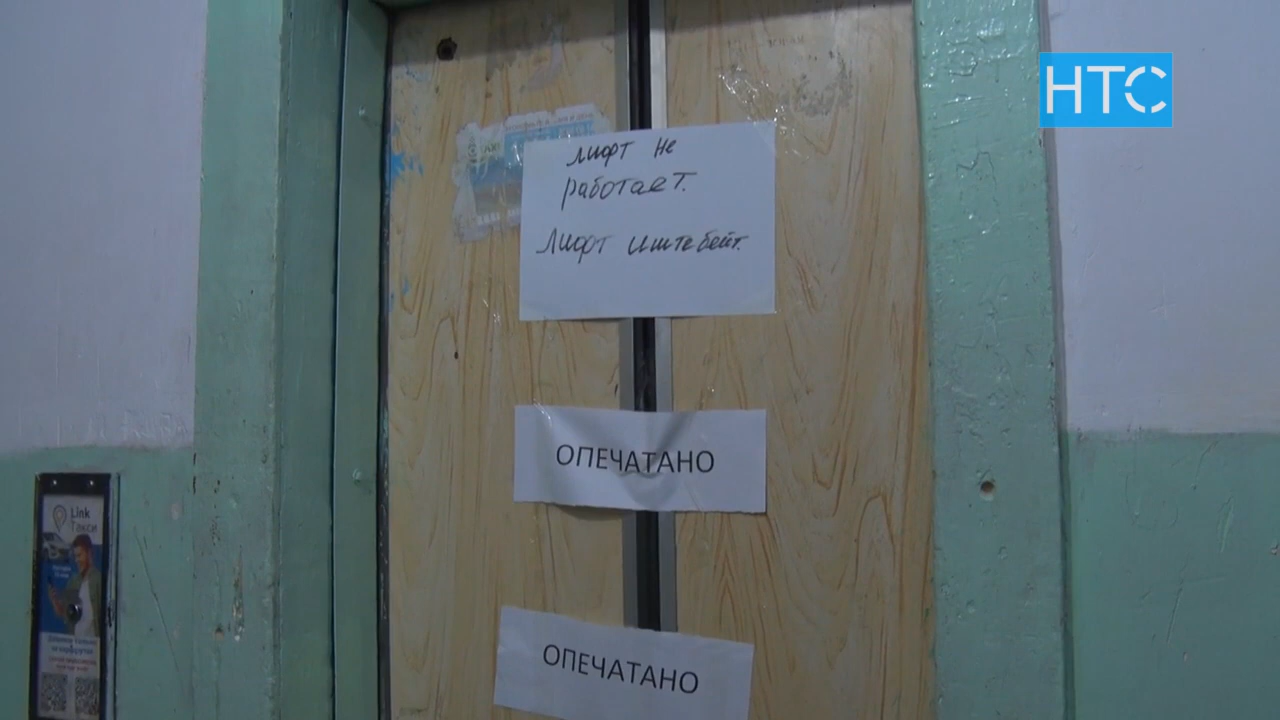 НТС
лифт не
работает.
Лифт иштебейт.
ОПЕЧАТАНО
ОПЕЧАТАНО
Link
Такси